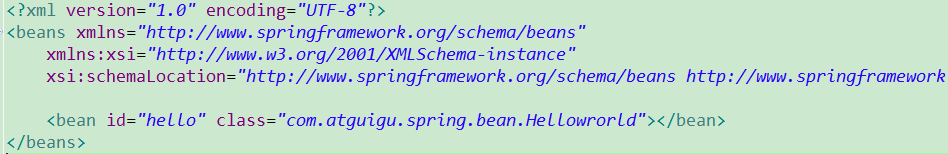 <?xml version="1.0" encoding="UTF-8"?>
<beans xmlns="http://www.springframework.org/schema/beans"
xmlns:xsi="http://www.w3.org/2001/XMLSchema-instance"
xsi:schemaLocation="http://www.springframework.org/schema/beans http://www.springframework
<bean id="hello" class="com.atguigu.spring.bean.Helloworld"></bean>
</beans>